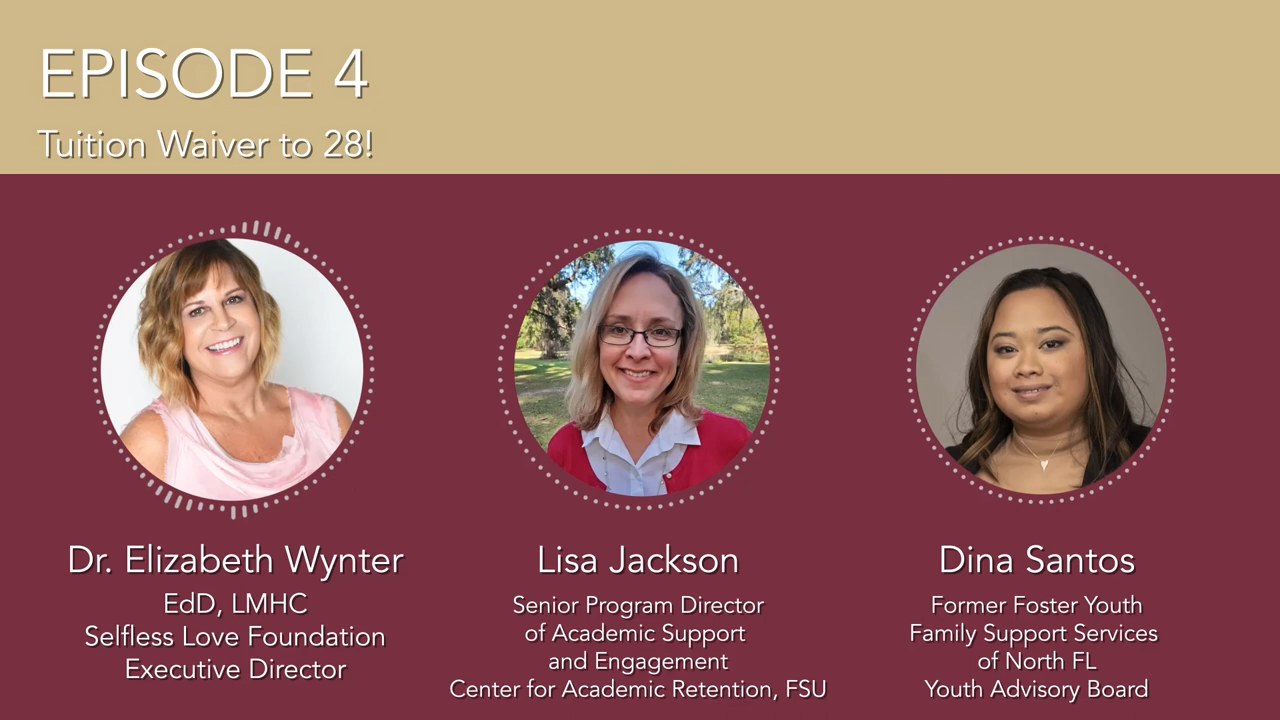 EPISODE 4
Tuition Waiver to 28!
Dr. Elizabeth Wynter
EdD, LMHC
Selfless Love Foundation
Executive Director
Lisa Jackson
Senior Program Director
of Academic Support
and Engagement
Center for Academic Retention, FSU
Dina Santos
Former Foster Youth
Family Support Services
of North FL
Youth Advisory Board